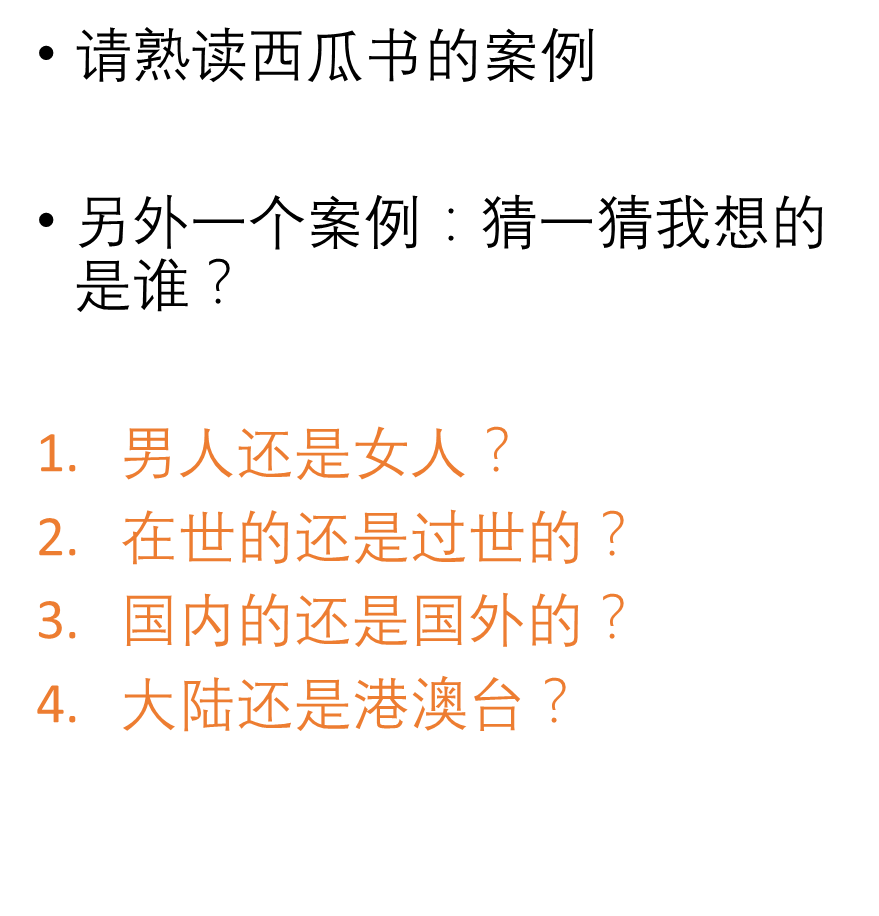 • 请熟读西瓜书的案例
• 另外一个案例：猜一猜我想的
是谁？
1. 男人还是女人？
2. 在世的还是过世的？
3. 国内的还是国外的？
4. 大陆还是港澳台？